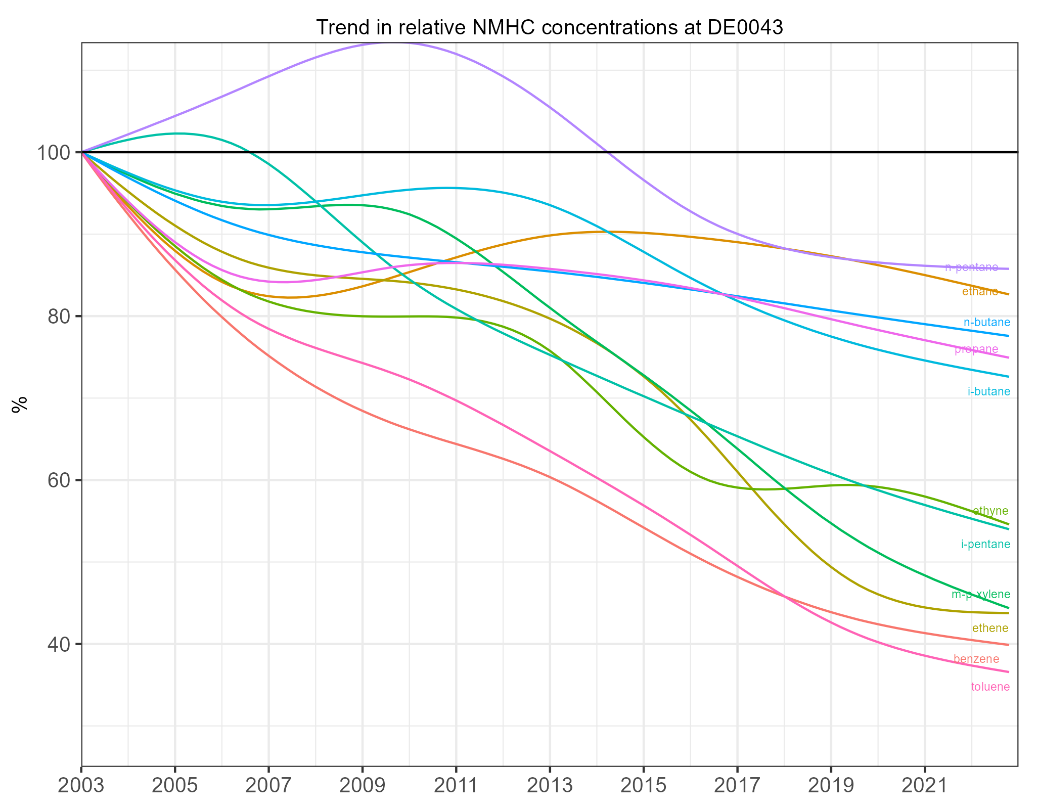 Trend in relative NMHC concentrations at DE0043
100
80
60
40
%
n-pentane
ethane
n-butane
propane
i-butane
ethyne
i-pentane
m-p-xylene
ethene
benzene
toluene
2003 2005 2007 2009 2011 2013 2015 2017 2019 2021